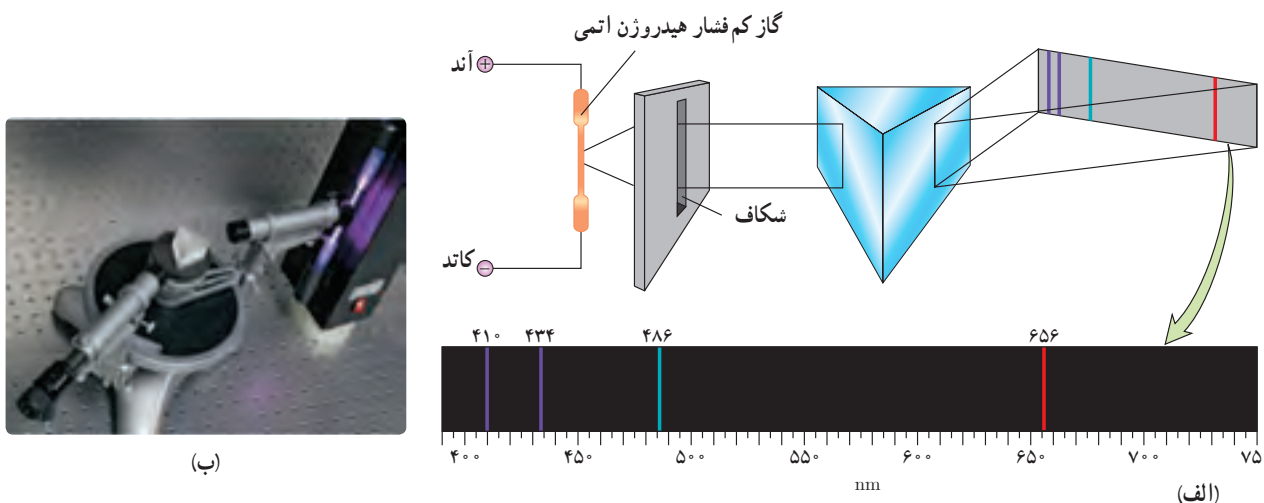 گاز کم فشار هیدروژن اتمی
آند
+
شکاف
کاتد
−
۴۱۰ ۴۳۴ ۴۸۶ ۶۵۶
۴۰۰ ۴۵۰ ۵۰۰ ۵۵۰ ۶۰۰ ۶۵۰ ۷۰۰ ۷۵
nm
(الف)
(ب)